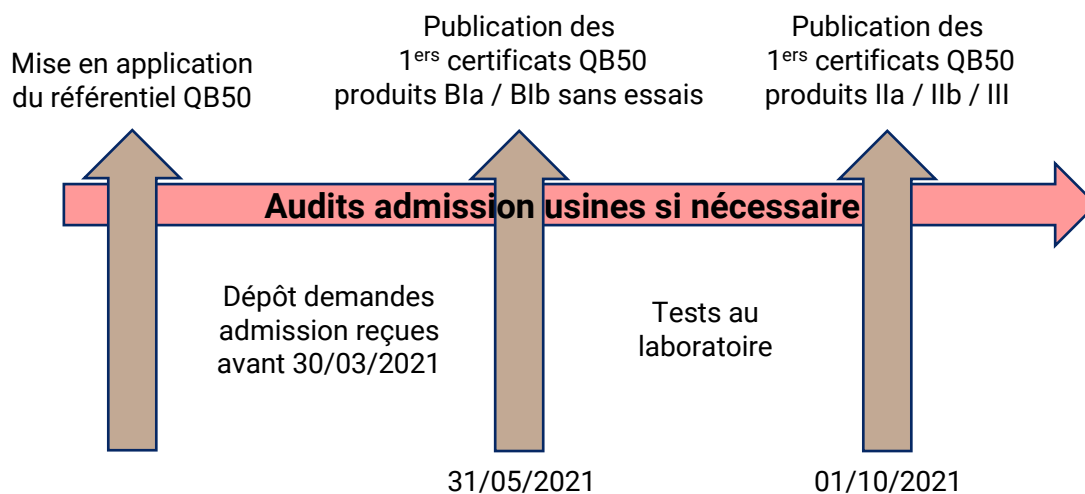 Mise en application
du référentiel QB50
Publication des
1ers certificats QB50
produits BIa / BIb sans essais
Publication des
1ers certificats QB50
produits IIa / IIb / III
Audits admission usines si nécessaire
Dépôt demandes
admission reçues
avant 30/03/2021
Tests au
laboratoire
31/05/2021
01/10/2021